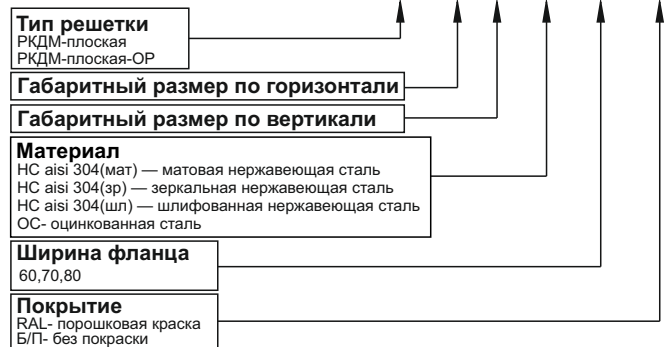 Тип решетки
РКДМ-плоская
РКДМ-плоская-ОР
Габаритный размер по горизонтали
Габаритный размер по вертикали
Материал
НС aisi 304(мат) — матовая нержавеющая сталь
НС aisi 304(зр) — зеркальная нержавеющая сталь
НС aisi 304(шл) — шлифованная нержавеющая сталь
ОС- оцинкованная сталь
Ширина фланца
60,70,80
Покрытие
RAL- порошковая краска
Б/П- без покраски